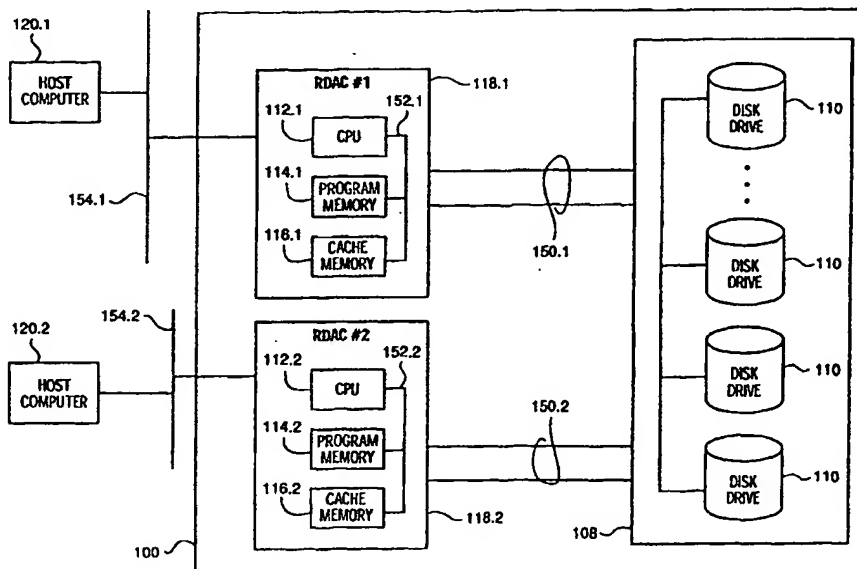 120.1
HOST
COMPUTER
154.1
RDAC #1
118.1
112.1
CPU
152.1
114.1
PROGRAM
MEMORY
116.1
CACHE
MEMORY
150.1
DISK
DRIVE
110
DISK
DRIVE
110
154.2
120.2
HOST
COMPUTER
RDAC #2
112.2
CPU
152.2
114.2
PROGRAM
MEMORY
116.2
CACHE
MEMORY
118.2
150.2
DISK
DRIVE
110
DISK
DRIVE
110
100
108